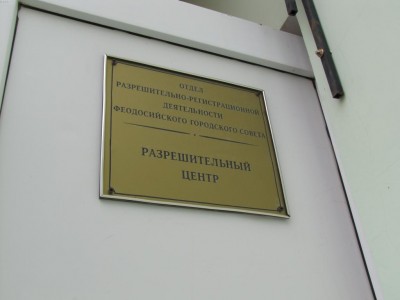 ОТДЕЛ
РАЗРЕШИТЕЛЬНО-РЕГИСТРАЦИОННОЙ
ДЕЯТЕЛЬНОСТИ
ФЕОДОСИЙСКОГО ГОРОДСКОГО СОВЕТА
РАЗРЕШИТЕЛЬНЫЙ
ЦЕНТР